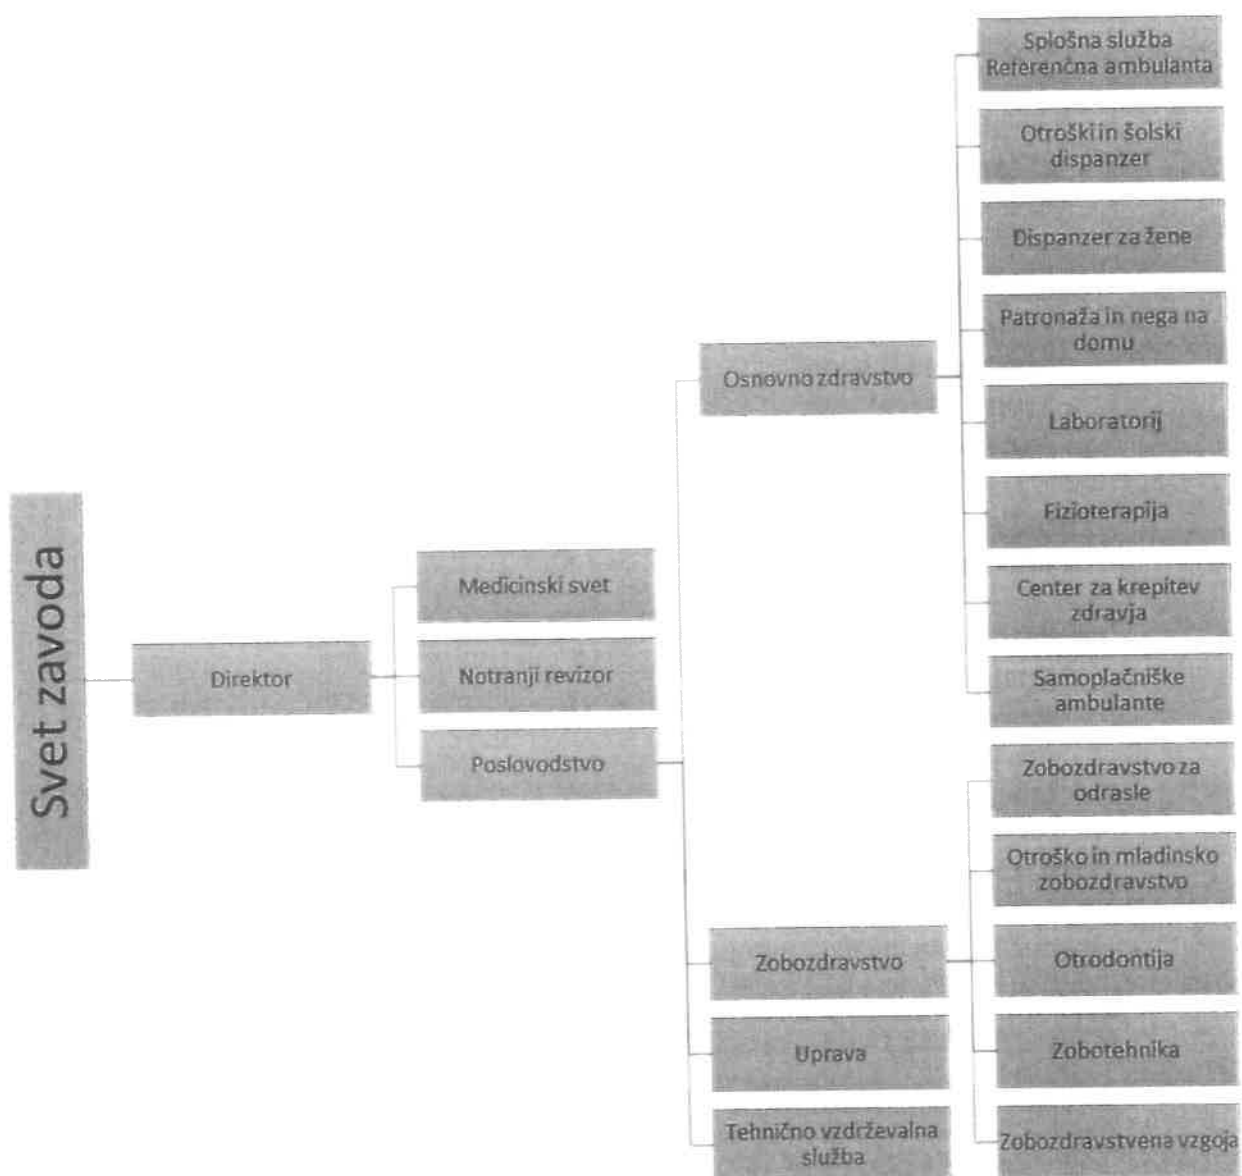 Svet zavoda
Direktor
Medicinski svet
Notranji revizor
Poslovodstvo
Osnovno zdravstvo
Splošna služba
Referenčna ambulanta
Otroški in šolski
dispanzer
Dispanzer za žene
Patronaža in nega na
domu
Laboratorij
Fizioterapija
Center za krepitev
zdravja
Samoplačniške
ambulante
Zobozdravstvo
Zobozdravstvo za
odrasle
Otroško in mladinsko
zobozdravstvo
Otrodontija
Zobotehnika
Zobozdravstvena vzgoja
Uprava
Tehnično vzdrževalna
služba